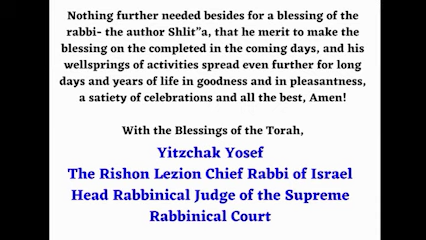 Nothing further needed besides for a blessing of the
rabbi- the author Shlit”a, that he merit to make the
blessing on the completed in the coming days, and his
wellsprings of activities spread even further for long
days and years of life in goodness and in pleasantness,
a satiety of celebrations and all the best, Amen!
With the Blessings of the Torah,
Yitzchak Yosef
The Rishon Lezion Chief Rabbi of Israel
Head Rabbinical Judge of the Supreme
Rabbinical Court